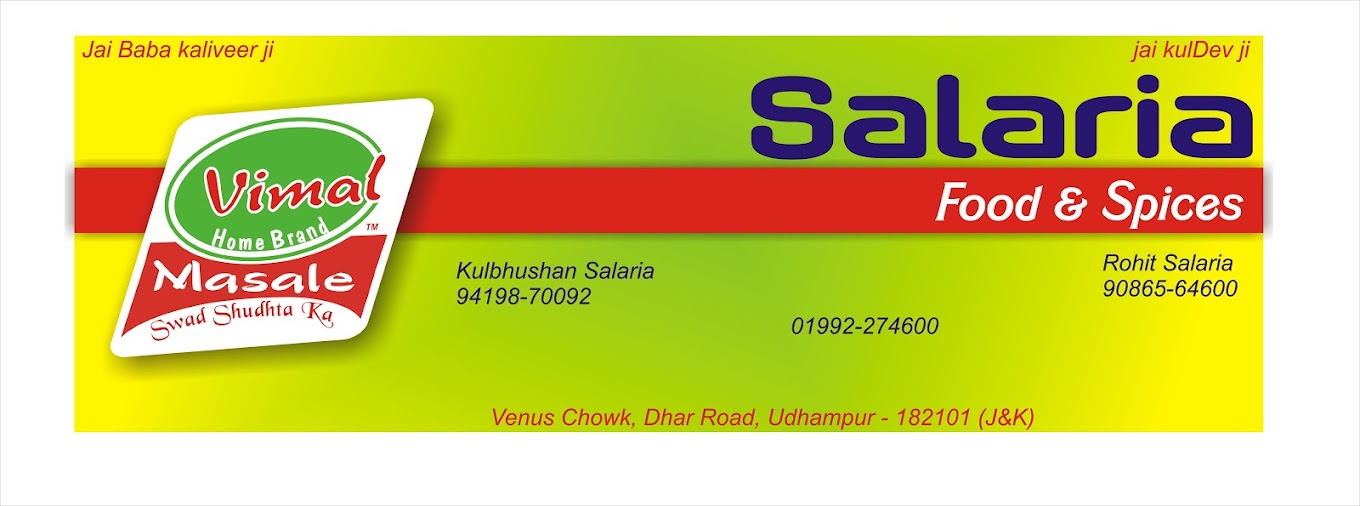 Jai Baba kaliveer ji
jai kulDev ji
Salaria
Food & Spices
Vimal
Home Brand
TM
Masale
Swad Shudhta Ka
Kulbhushan Salaria
94198-70092
Rohit Salaria
90865-64600
01992-274600
Venus Chowk, Dhar Road, Udhampur - 182101 (J&K)